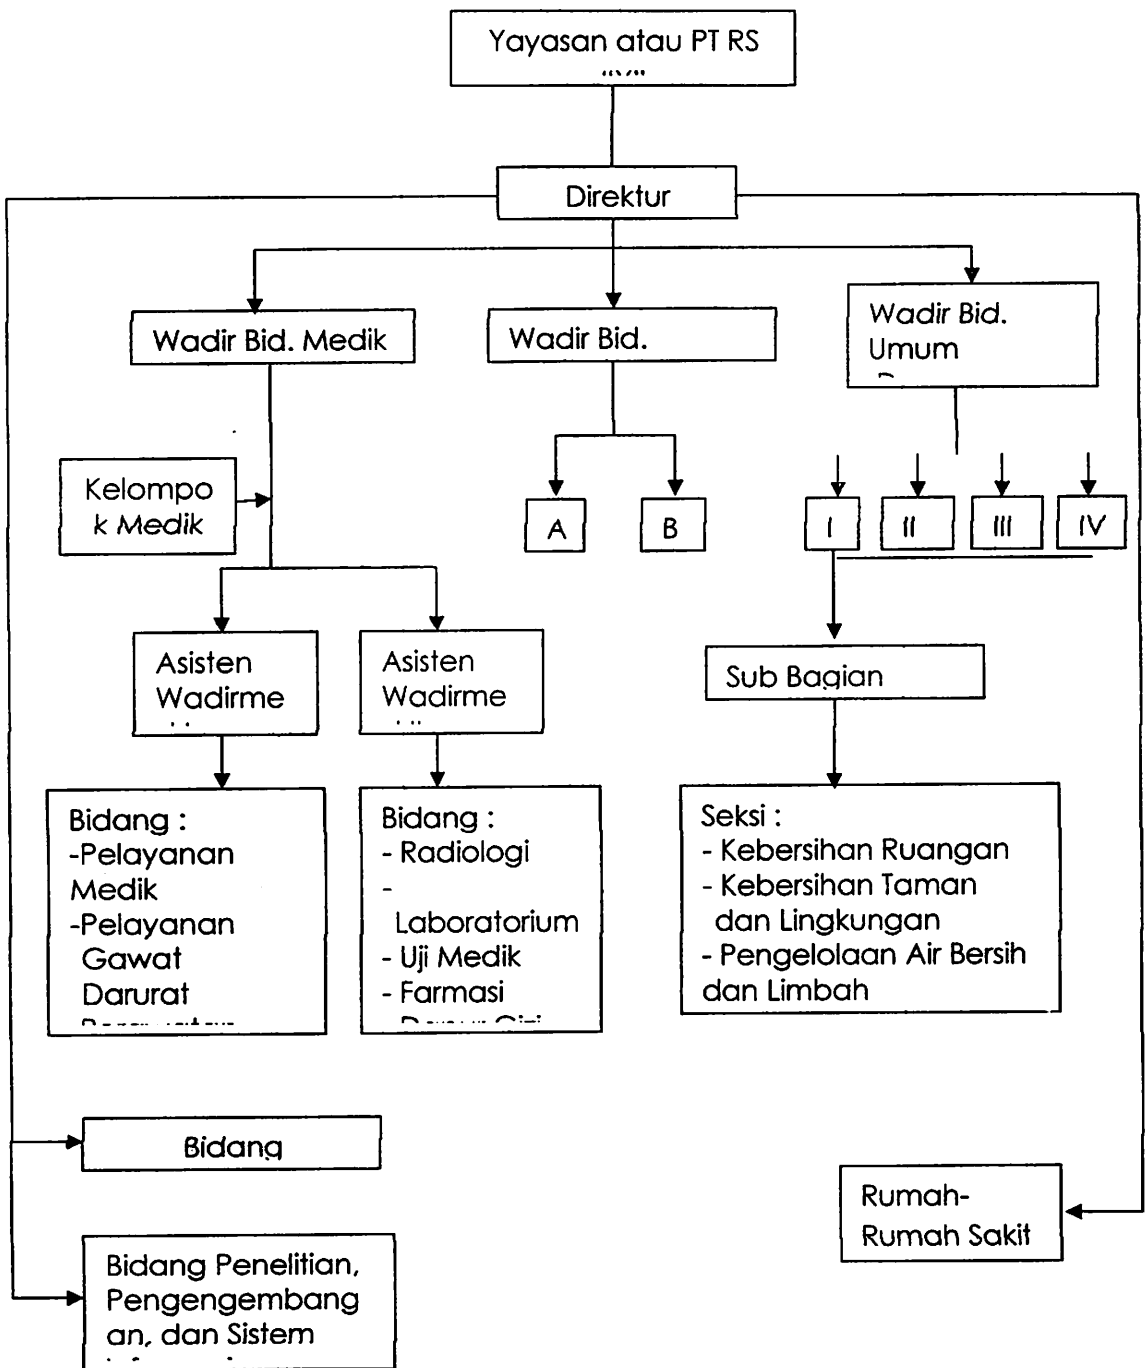 Yayasan atau PT RS
Direktur
Wadir Bid. Medik
Wadir Bid.
Wadir Bid.
Umum
Kelompo
k Medik
A
B
I
II
III
IV
Asisten
Wadirme
Asisten
Wadirme
Sub Bagian
Bidang :
-Pelayanan
Medik
-Pelayanan
Gawat
Darurat
Bidang :
- Radiologi
-
Laboratorium
- Uji Medik
- Farmasi
Seksi :
- Kebersihan Ruangan
- Kebersihan Taman
dan Lingkungan
- Pengelolaan Air Bersih
dan Limbah
Bidang
Rumah-
Rumah Sakit
Bidang Penelitian,
Pengengembang
an, dan Sistem